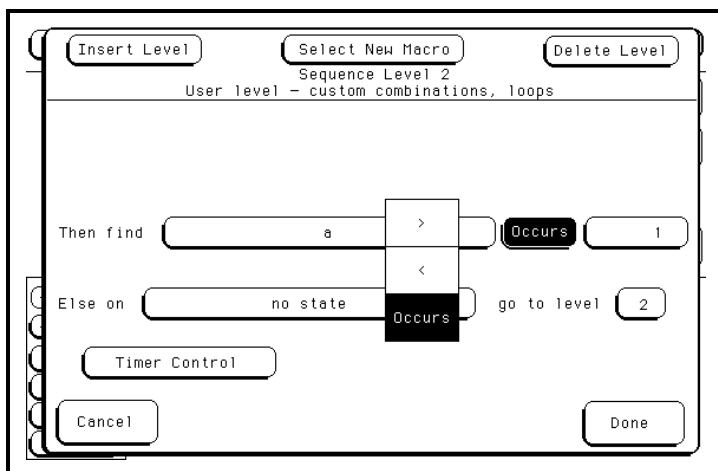 Insert Level Select New Macro Delete Level
Sequence Level 2
User level – custom combinations, loops
>
Then find a Occurs 1
<
Else on no state Occurs go to level 2
Timer Control
Cancel Done